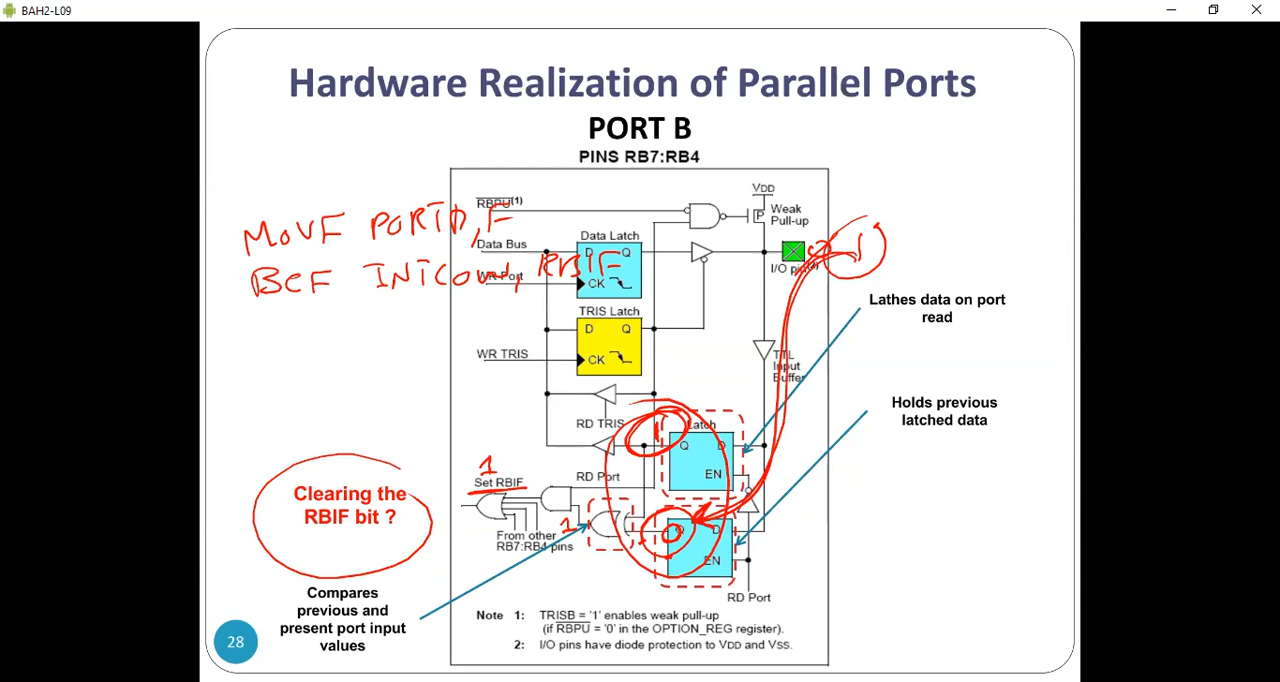 BAH2-L09
Hardware Realization of Parallel Ports
PORT B
PINS RB7:RB4
VDD
RBPU(1)
P Weak
Pull-up
MOVF PORTB, F
Data Bus
Data Latch
D Q
I/O pin(2)
BCF INTCON, RBIF
WR Port
CK
1
Lathes data on port
read
TRIS Latch
D Q
WR TRIS
CK
TTL
Input
Buffer
RD TRIS
Holds previous
latched data
1
Latch
Q D
EN
RD Port
1
Set RBIF
Clearing the
RBIF bit ?
1
0
Q D
EN
From other
RB7:RB4 pins
RD Port
Compares
previous and
present port input
values
Note 1: TRISB = '1' enables weak pull-up
(if RBPU = '0' in the OPTION_REG register).
2: I/O pins have diode protection to VDD and VSS.
28